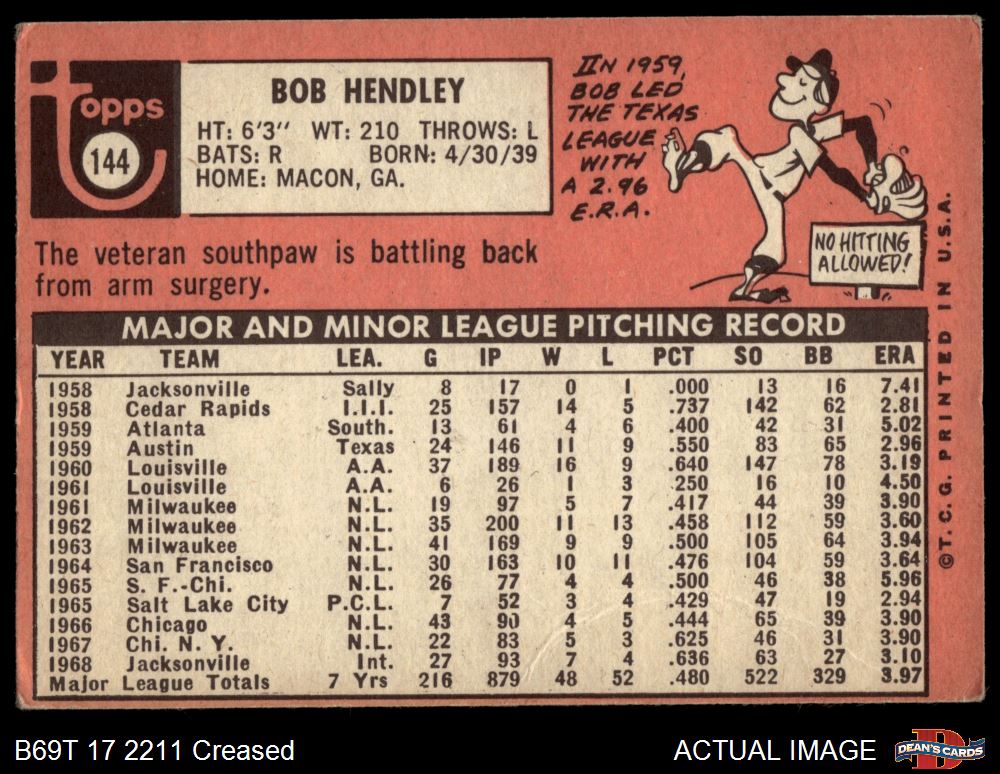 Topps
144
BOB HENDLEY
HT: 6'3" WT: 210 THROWS: L
BATS: R BORN: 4/30/39
HOME: MACON, GA.
IN 1959,
BOB LED
THE TEXAS
LEAGUE
WITH
A 2.96
E.R.A.
NO HITTING
ALLOWED!
The veteran southpaw is battling back
from arm surgery.
MAJOR AND MINOR LEAGUE PITCHING RECORD
YEAR TEAM LEA. G IP W L PCT SO BB ERA
1958 Jacksonville Sally 8 17 0 1 .000 13 16 7.41
1958 Cedar Rapids I.I.I. 25 157 14 5 .737 142 62 2.81
1959 Atlanta South. 13 61 4 6 .400 42 31 5.02
1959 Austin Texas 24 146 11 9 .550 83 65 2.96
1960 Louisville A.A. 37 189 16 9 .640 147 78 3.19
1961 Louisville A.A. 6 26 1 3 .250 16 10 4.50
1961 Milwaukee N.L. 19 97 5 7 .417 44 39 3.90
1962 Milwaukee N.L. 35 200 11 13 .458 112 59 3.60
1963 Milwaukee N.L. 41 169 9 9 .500 105 64 3.94
1964 San Francisco N.L. 30 163 10 11 .476 104 59 3.64
1965 S. F.-Chi. N.L. 26 77 4 4 .500 46 38 5.96
1965 Salt Lake City P.C.L. 7 52 3 4 .429 47 19 2.94
1966 Chicago N.L. 43 90 4 5 .444 65 39 3.90
1967 Chi. N. Y. N.L. 22 83 5 3 .625 46 31 3.90
1968 Jacksonville Int. 27 93 7 4 .636 63 27 3.10
Major League Totals 7 Yrs 216 879 48 52 .480 522 329 3.97
©T. C. G. PRINTED IN U.S.A.
B69T 17 2211 Creased
ACTUAL IMAGE
D
DEAN'S CARDS